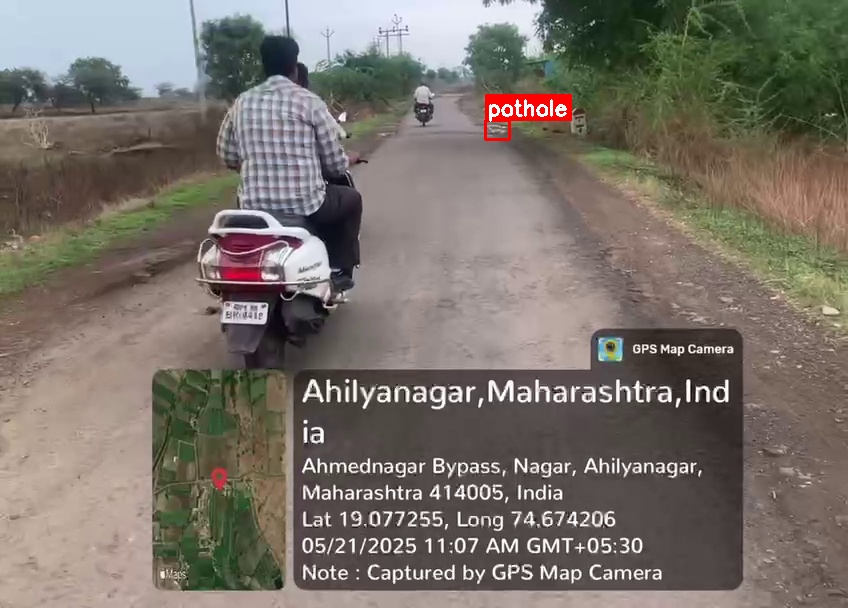 pothole
GPS Map Camera
Ahilyanagar,Maharashtra,Ind
ia
Ahmednagar Bypass, Nagar, Ahilyanagar,
Maharashtra 414005, India
Lat 19.077255, Long 74.674206
05/21/2025 11:07 AM GMT+05:30
Note : Captured by GPS Map Camera
Maps